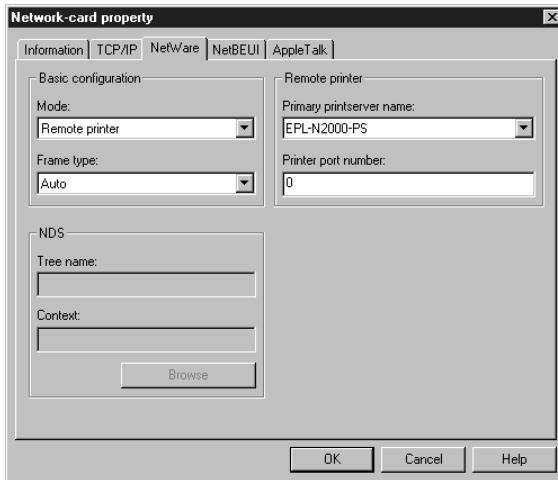 Network-card property
Information TCP/IP NetWare NetBEUI AppleTalk
Basic configuration
Mode:
Remote printer
Frame type:
Auto
Remote printer
Primary printserver name:
EPL-N2000-PS
Printer port number:
0
NDS
Tree name:
Context:
Browse
OK Cancel Help